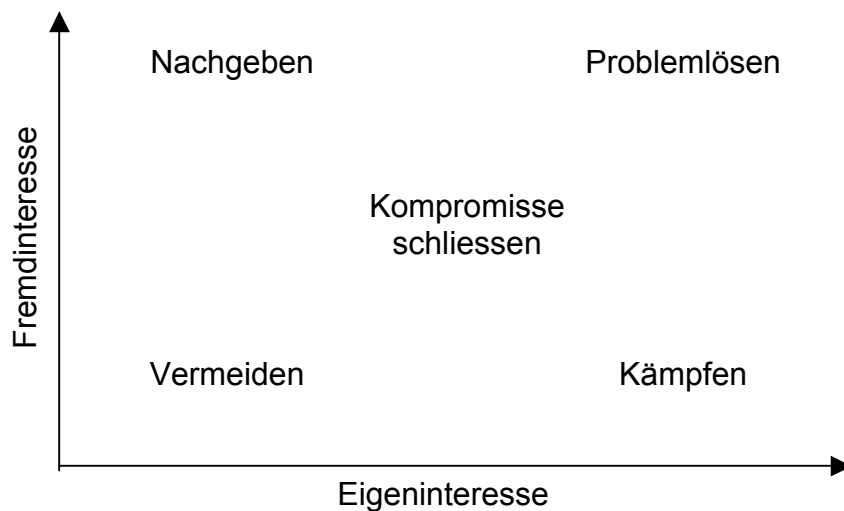 Nachgeben
Problemlösen
Fremdinteresse
Kompromisse
schliessen
Vermeiden
Kämpfen
Eigeninteresse